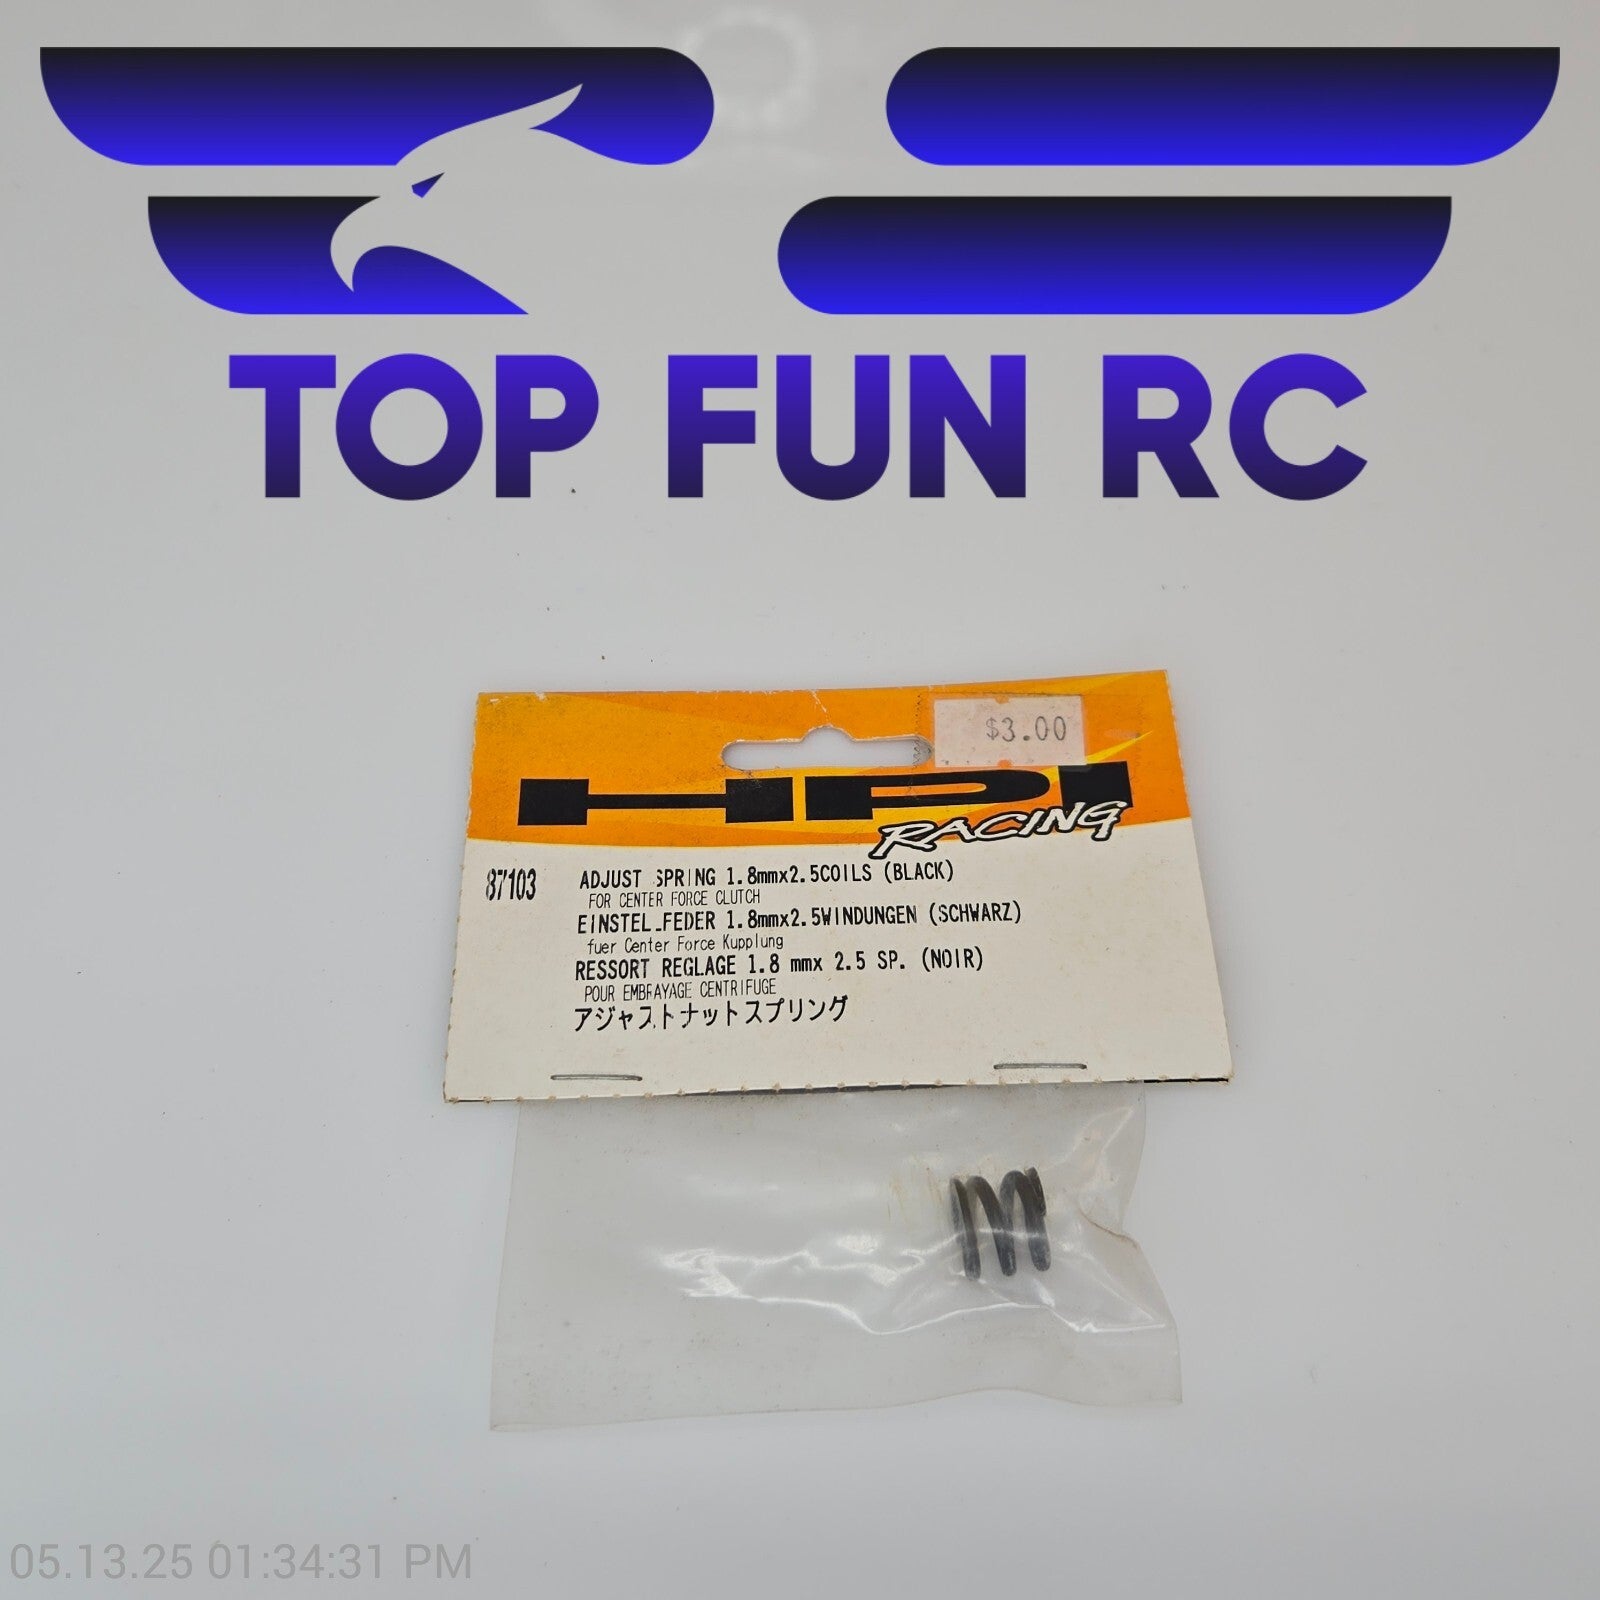 TOP FUN RC
$3.00
HPI
RACING
87103
ADJUST SPRING 1.8mmx2.5COILS (BLACK)
FOR CENTER FORCE CLUTCH
EINSTELLFEDER 1.8mmx2.5WINDUNGEN (SCHWARZ)
fuer Center Force Kupplung
RESSORT REGLAGE 1.8 mmx 2.5 SP. (NOIR)
POUR EMBRAYAGE CENTRIFUGE
アジャストナットスプリング
05.13.25 01:34:31 PM